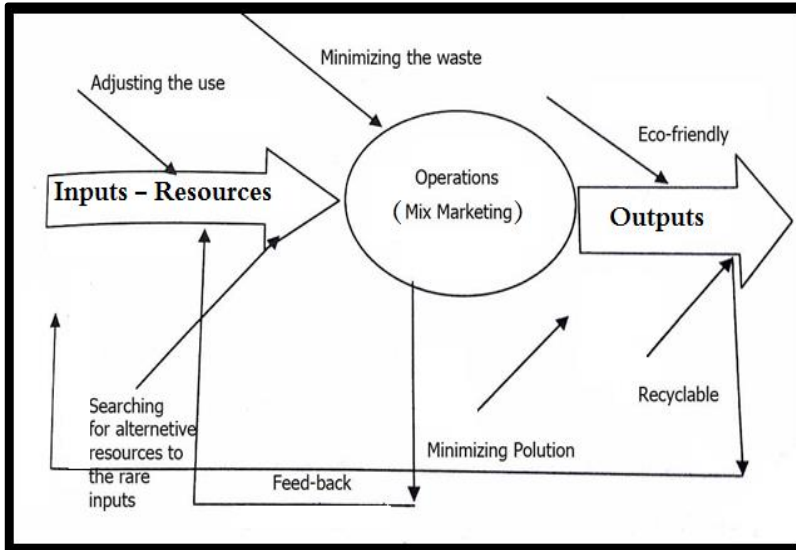 Minimizing the waste
Adjusting the use
Eco-friendly
Inputs – Resources
Operations
(Mix Marketing)
Outputs
Searching
for alternetive
resources to
the rare
inputs
Recyclable
Minimizing Polution
Feed-back